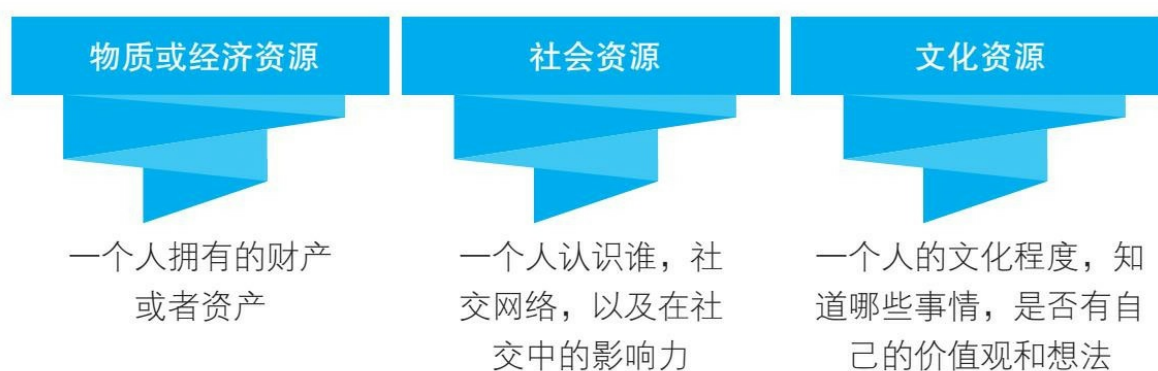 物质或经济资源
一个人拥有的财产
或者资产
社会资源
一个人认识谁，社
交网络，以及在社
交中的影响力
文化资源
一个人的文化程度，知
道哪些事情，是否有自
己的价值观和想法